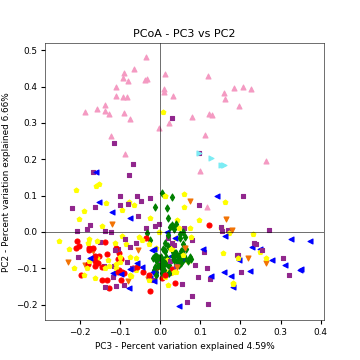 PCoA - PC3 vs PC2
PC2 - Percent variation explained 6.66%
0.5
0.4
0.3
0.2
0.1
0.0
−0.1
−0.2
−0.2 −0.1 0.0 0.1 0.2 0.3 0.4
PC3 - Percent variation explained 4.59%